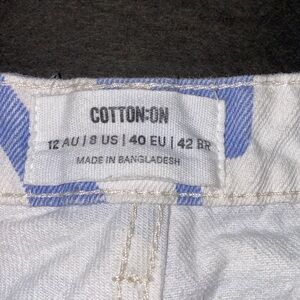 COTTON:ON
12 AU | 8 US | 40 EU | 42 BR
MADE IN BANGLADESH